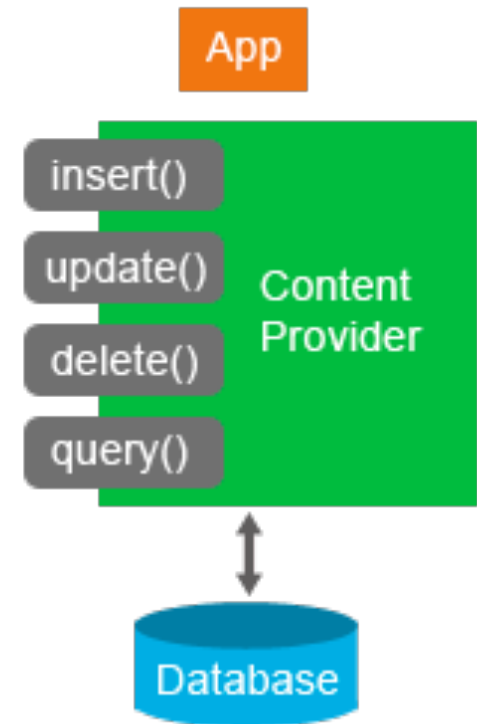 App
insert()
update()
delete()
query()
Content
Provider
Database